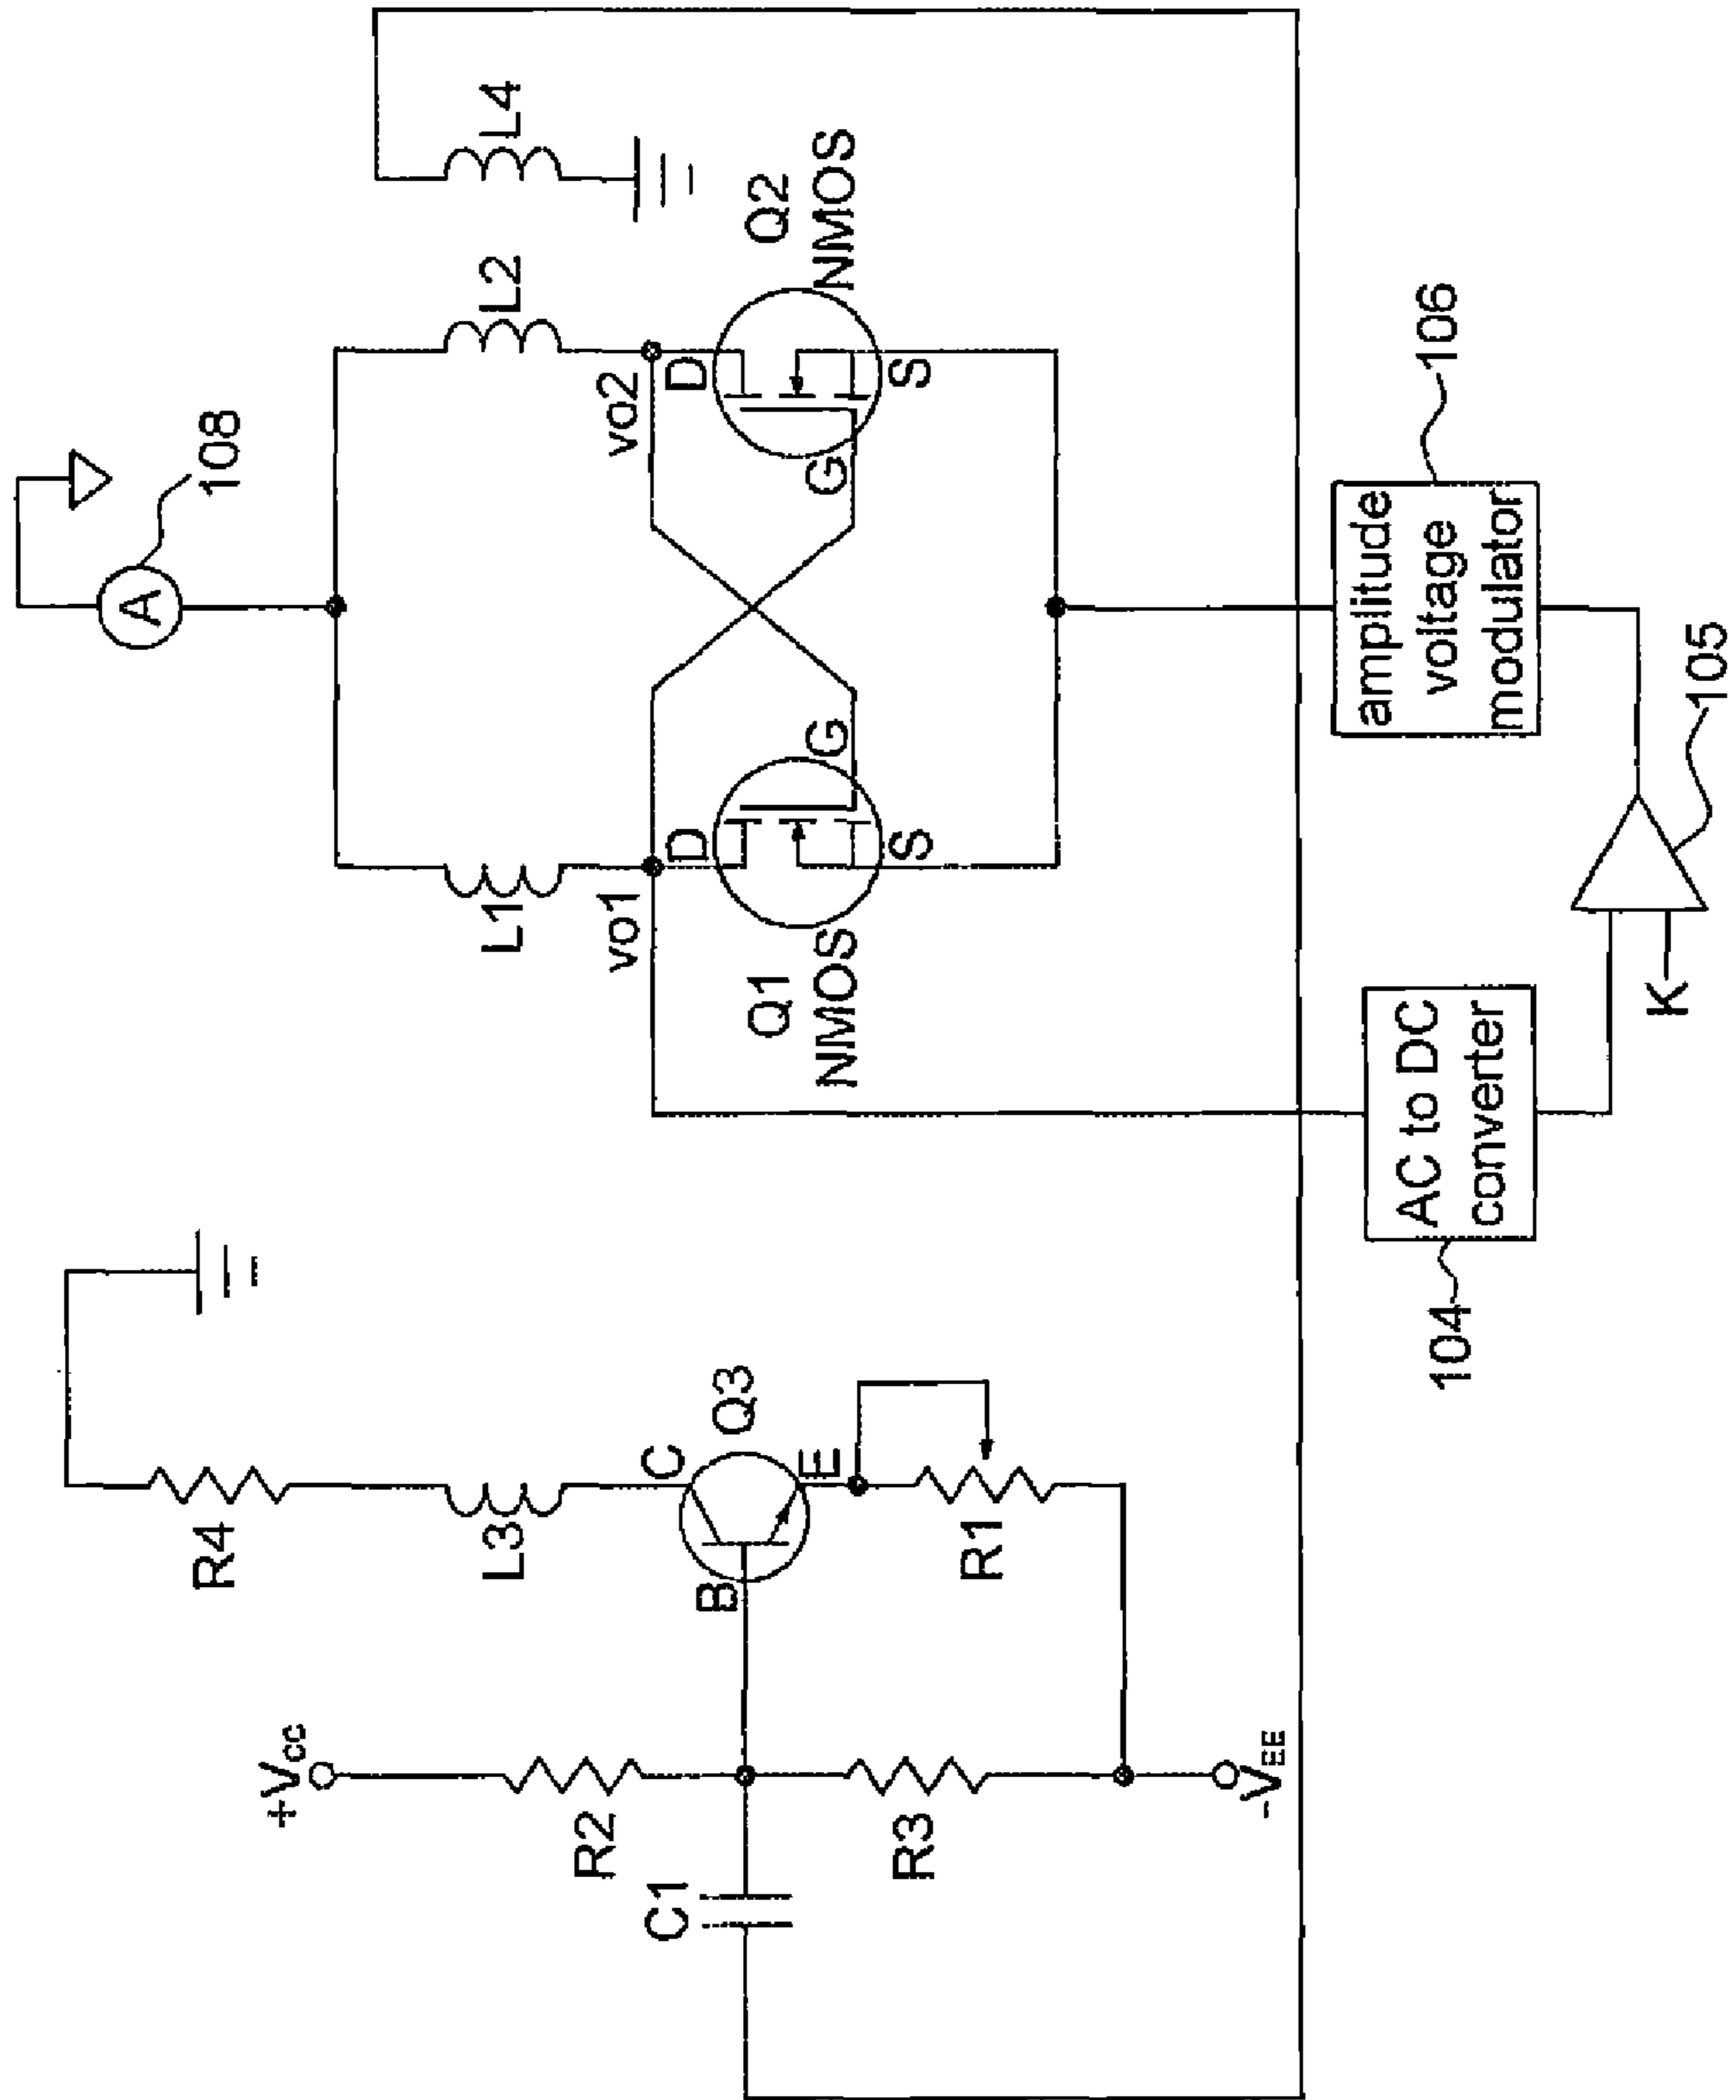 108
A
L1
L2
L4
vo1
vo2
D
D
G
G
S
S
Q1
NMOS
Q2
NMOS
R4
L3
C
B
E
Q3
R1
+Vcc
R2
C1
R3
-VEE
AC to DC
converter
104
K
105
amplitude
voltage
modulator
106